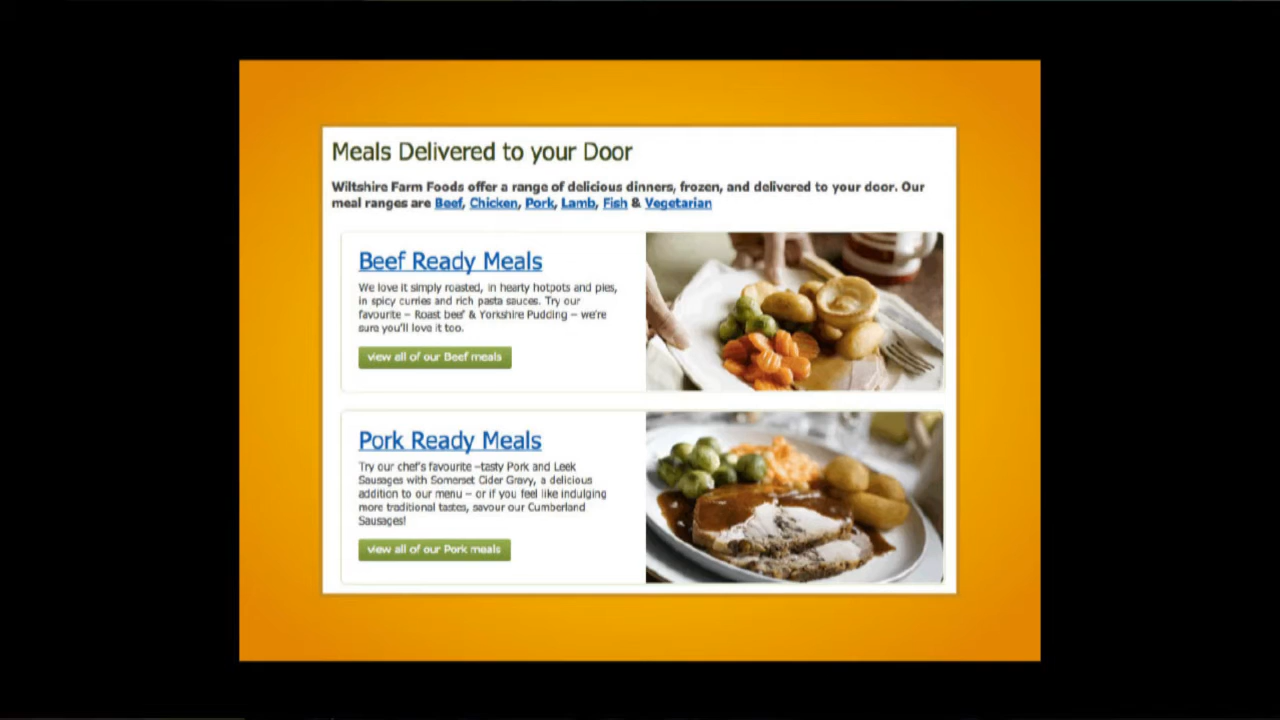 Meals Delivered to your Door
Wiltshire Farm Foods offer a range of delicious dinners, frozen, and delivered to your door. Our
meal ranges are Beef, Chicken, Pork, Lamb, Fish & Vegetarian
Beef Ready Meals
We love it simply roasted, in hearty hotpots and pies,
in spicy curries and rich pasta sauces. Try our
favourite – Roast beef & Yorkshire Pudding – we're
sure you'll love it too.
view all of our Beef meals
Pork Ready Meals
Try our chef's favourite –tasty Pork and Leek
Sausages with Somerset Cider Gravy, a delicious
addition to our menu – or if you feel like indulging
more traditional tastes, savour our Cumberland
Sausages!
view all of our Pork meals